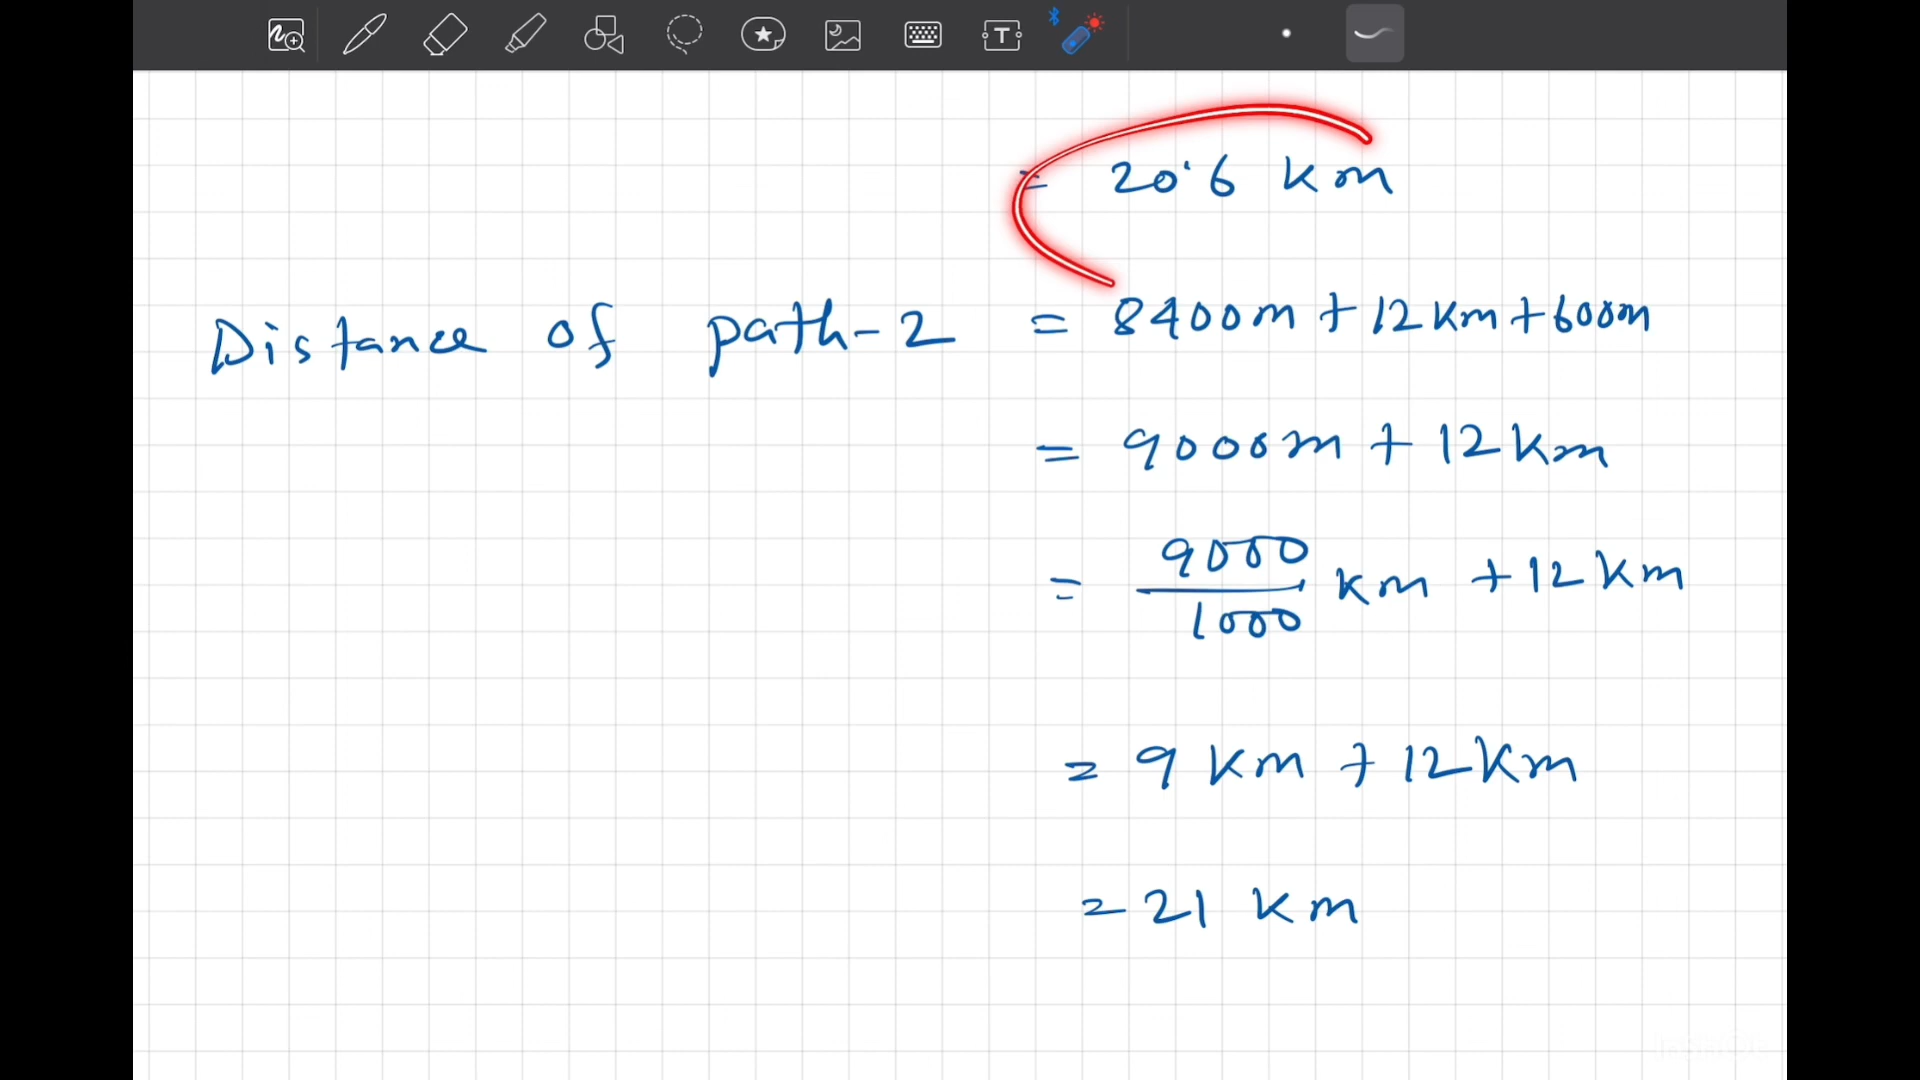 = 20.6 km
Distance of path-2 = 8400m + 12 km + 600m
= 9000m + 12 km
= 9000/1000 km + 12 km
= 9 km + 12 km
= 21 km